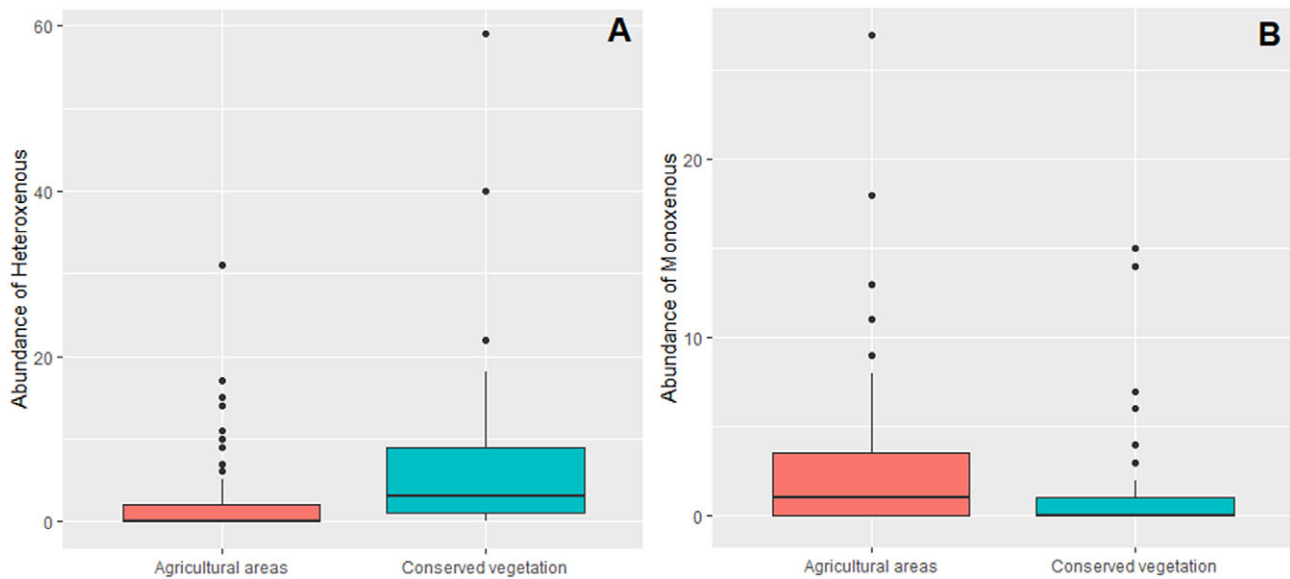 A
Abundance of Heteroxenous
60
40
20
0
Agricultural areas
Conserved vegetation
B
Abundance of Monoxenous
20
10
0
Agricultural areas
Conserved vegetation